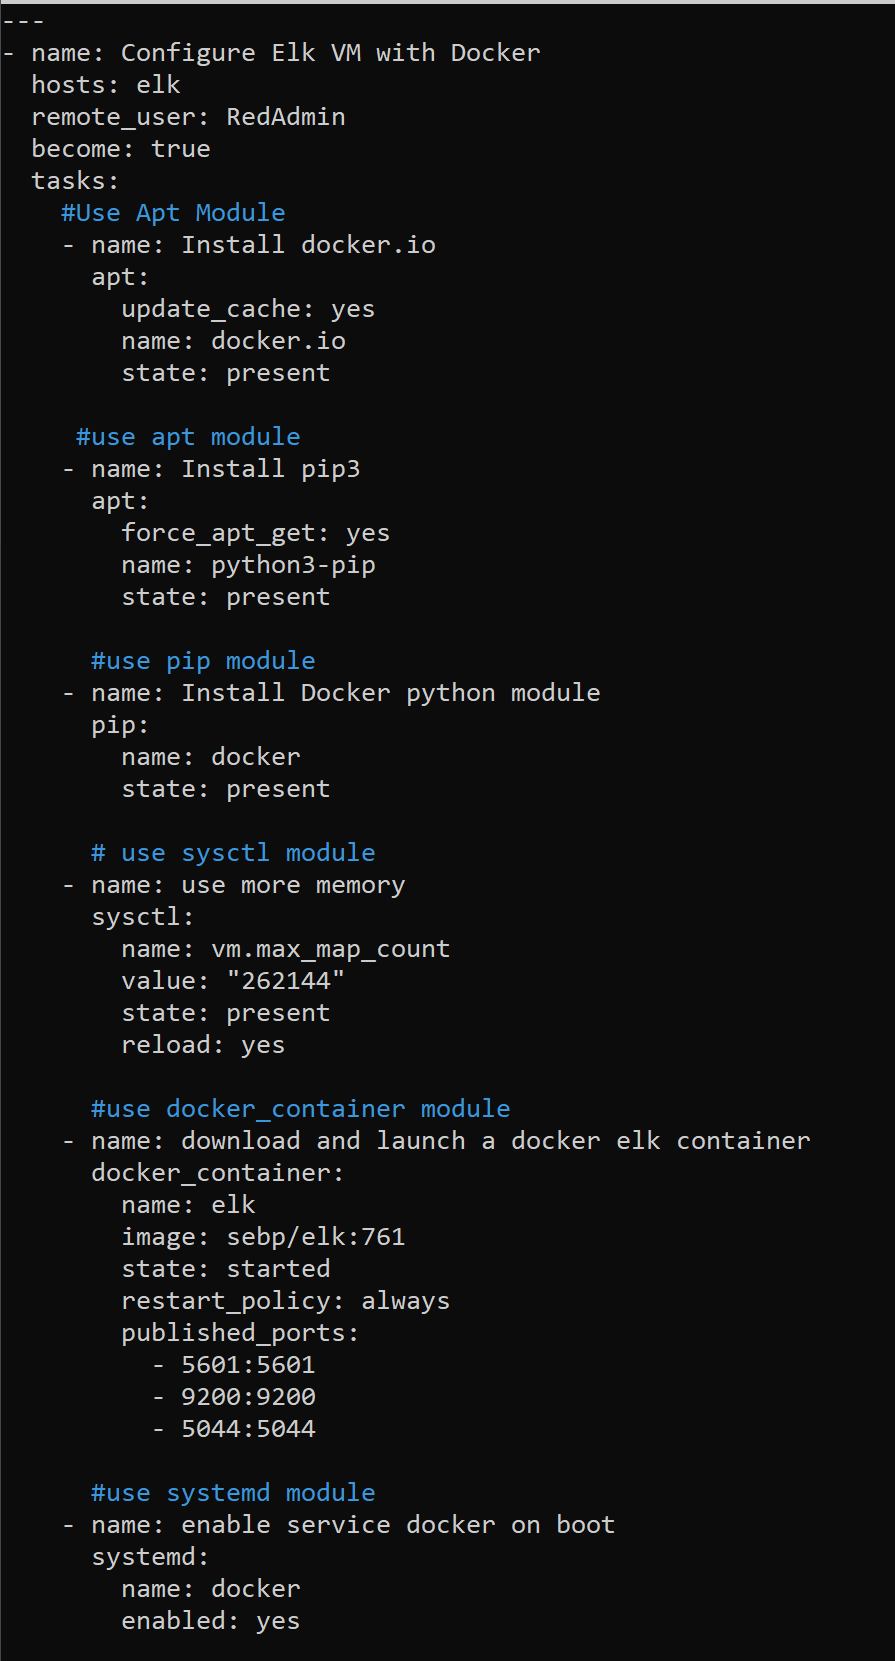 ---
- name: Configure Elk VM with Docker
  hosts: elk
  remote_user: RedAdmin
  become: true
  tasks:
    #Use Apt Module
    - name: Install docker.io
      apt:
        update_cache: yes
        name: docker.io
        state: present

     #use apt module
    - name: Install pip3
      apt:
        force_apt_get: yes
        name: python3-pip
        state: present

      #use pip module
    - name: Install Docker python module
      pip:
        name: docker
        state: present

      # use sysctl module
    - name: use more memory
      sysctl:
        name: vm.max_map_count
        value: "262144"
        state: present
        reload: yes

      #use docker_container module
    - name: download and launch a docker elk container
      docker_container:
        name: elk
        image: sebp/elk:761
        state: started
        restart_policy: always
        published_ports:
          - 5601:5601
          - 9200:9200
          - 5044:5044

      #use systemd module
    - name: enable service docker on boot
      systemd:
        name: docker
        enabled: yes